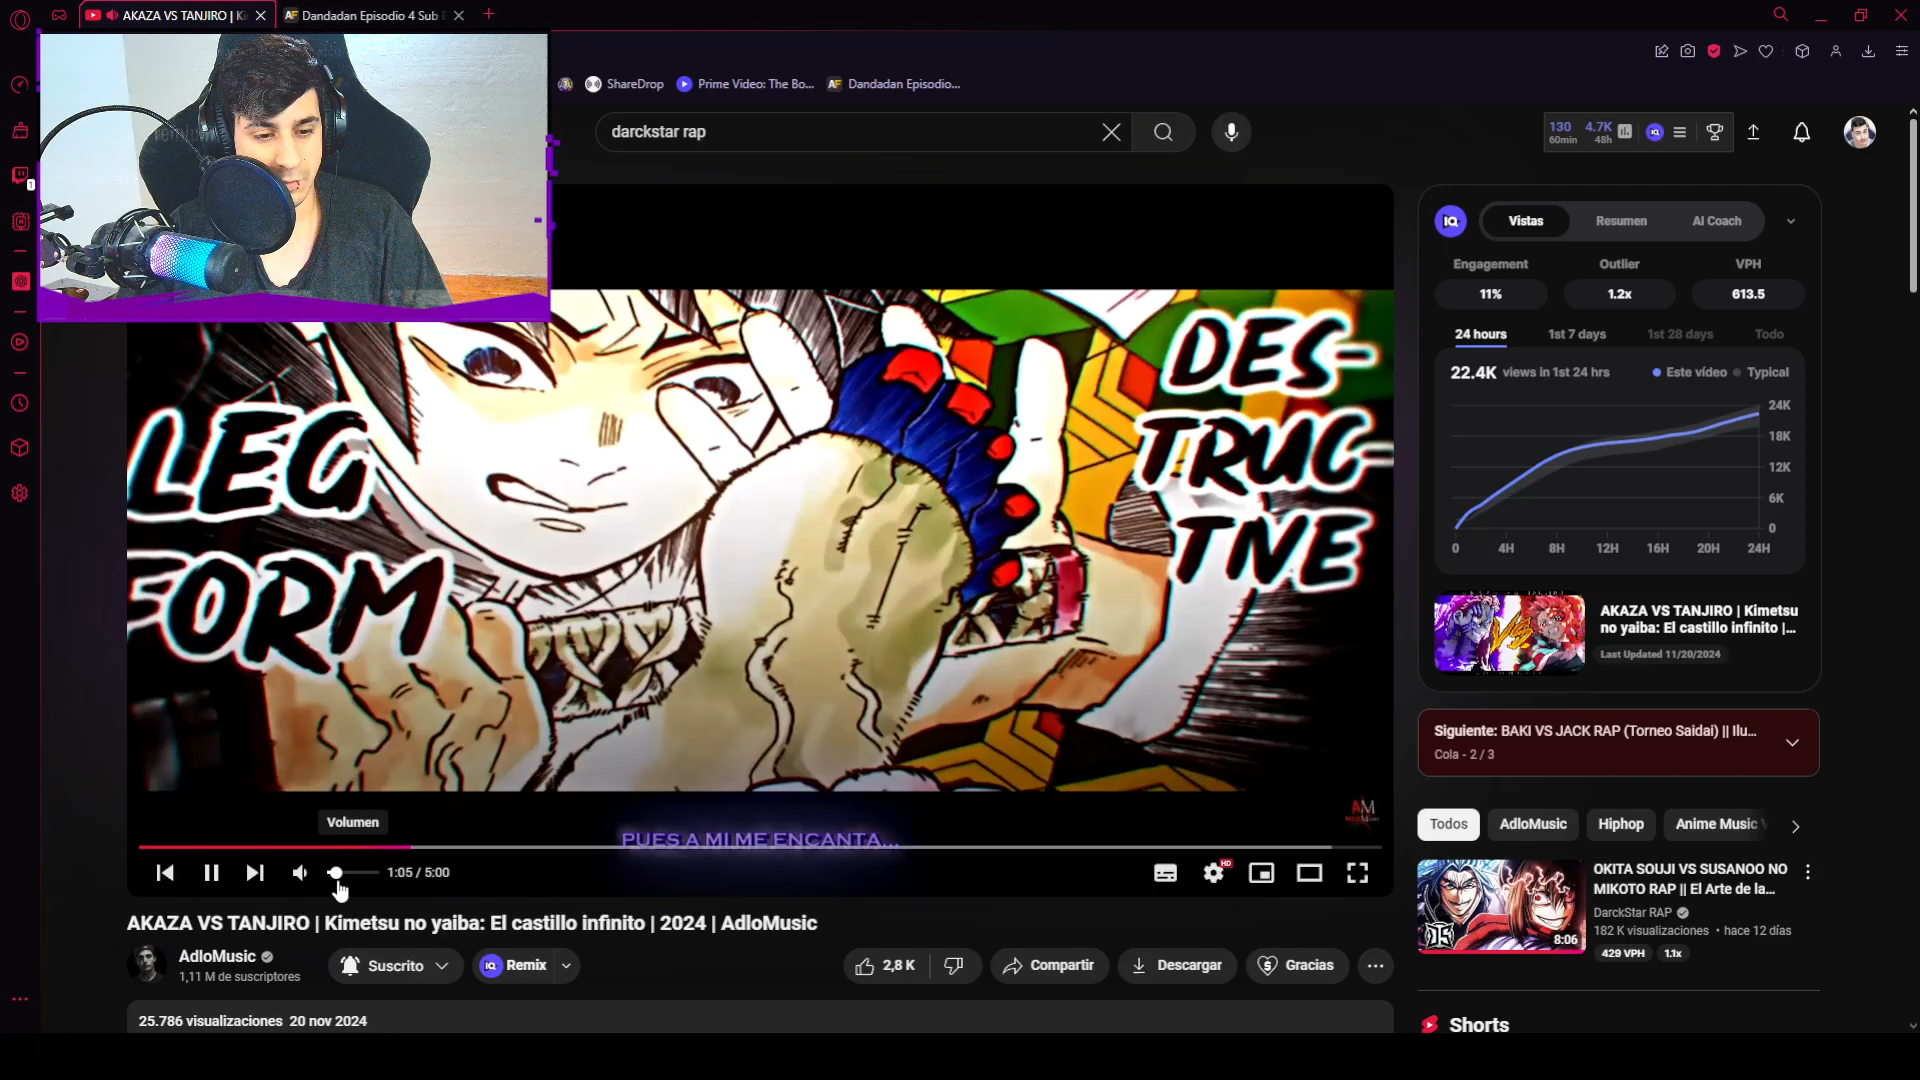 AKAZA VS TANJIRO | Ki
Dandadan Episodio 4 Sub
ShareDrop
Prime Video: The Bo...
AF Dandadan Episodio...
darckstar rap
130
60min
4.7K
48h
1
IQ
Vistas
Resumen
AI Coach
Engagement
Outlier
VPH
11%
1.2x
613.5
24 hours
1st 7 days
1st 28 days
Todo
22.4K views in 1st 24 hrs
Este vídeo
Typical
24K
18K
12K
6K
0
0
4H
8H
12H
16H
20H
24H
AKAZA VS TANJIRO | Kimetsu
no yaiba: El castillo infinito |...
Last Updated 11/20/2024
Siguiente: BAKI VS JACK RAP (Torneo Saidai) || Ilu...
Cola - 2 / 3
Todos
AdloMusic
Hiphop
Anime Music V
OKITA SOUJI VS SUSANOO NO
MIKOTO RAP || El Arte de la...
DarckStar RAP
182 K visualizaciones • hace 12 días
429 VPH
1.1x
8:06
Shorts
LEG
FORM
DES-
TRUC-
TIVE
PUES A MI ME ENCANTA...
AM
Volumen
1:05 / 5:00
HD
AKAZA VS TANJIRO | Kimetsu no yaiba: El castillo infinito | 2024 | AdloMusic
AdloMusic
1,11 M de suscriptores
Suscrito
IQ Remix
2,8 K
Compartir
Descargar
Gracias
25.786 visualizaciones 20 nov 2024